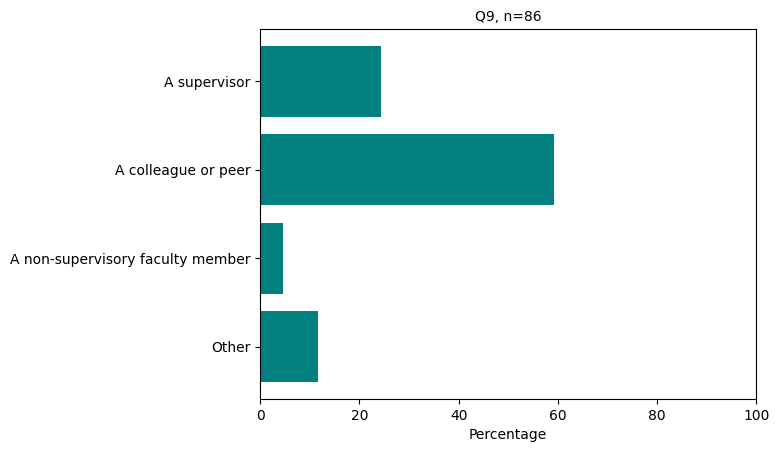 Q9, n=86
A supervisor
A colleague or peer
A non-supervisory faculty member
Other
0 20 40 60 80 100
Percentage